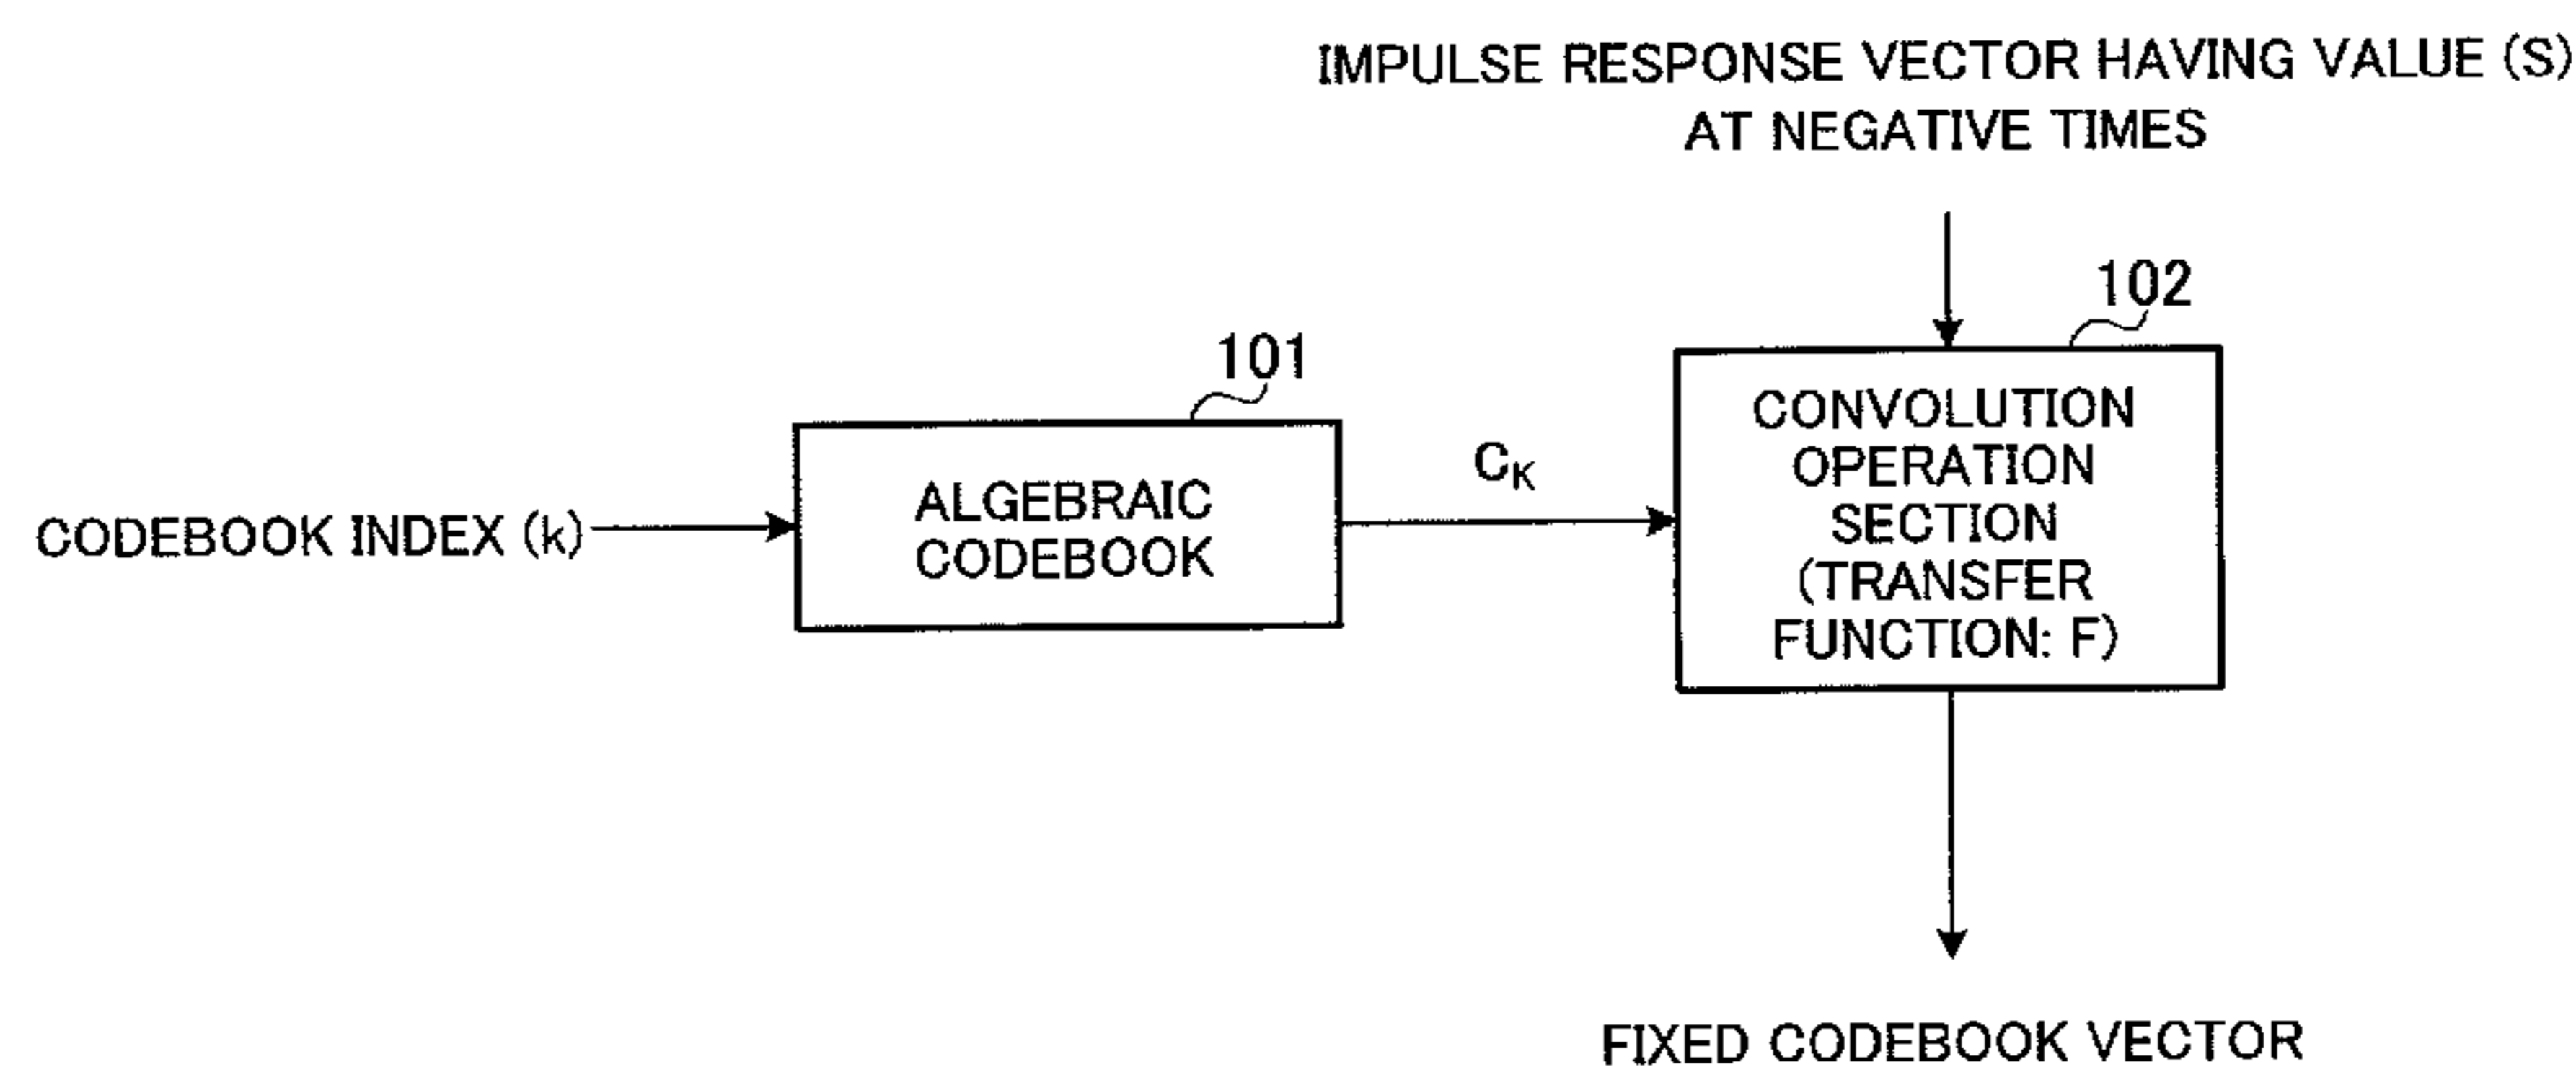 IMPULSE RESPONSE VECTOR HAVING VALUE (S)
AT NEGATIVE TIMES
102
101
CODEBOOK INDEX (k)
ALGEBRAIC
CODEBOOK
CK
CONVOLUTION
OPERATION
SECTION
(TRANSFER
FUNCTION: F)
FIXED CODEBOOK VECTOR